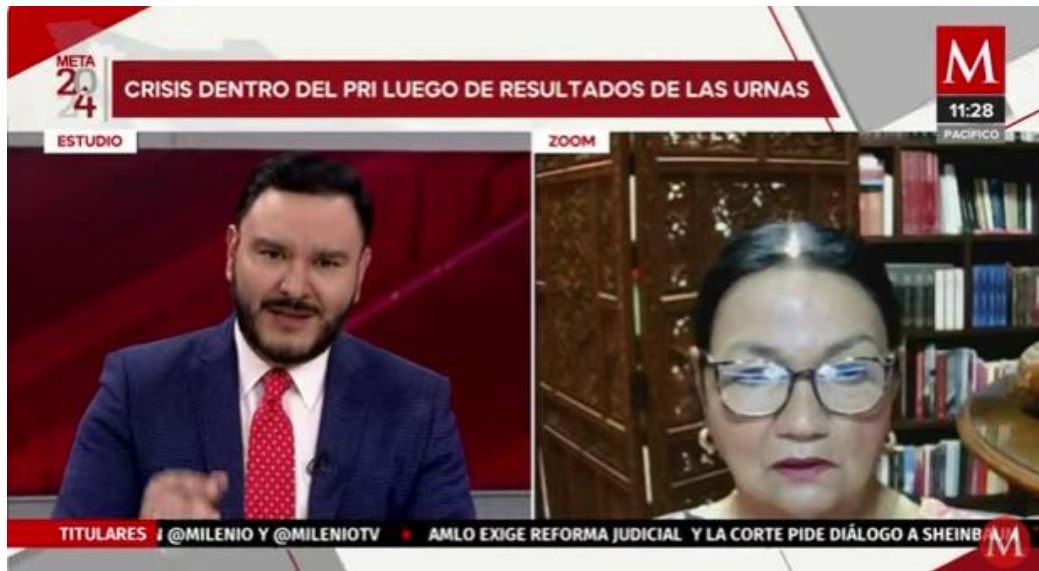 META
2024
CRISIS DENTRO DEL PRI LUEGO DE RESULTADOS DE LAS URNAS
M
11:28
PACÍFICO
ESTUDIO
ZOOM
TITULARES
N @MILENIO Y @MILENIOTV • AMLO EXIGE REFORMA JUDICIAL Y LA CORTE PIDE DIÁLOGO A SHEINBAUM
M